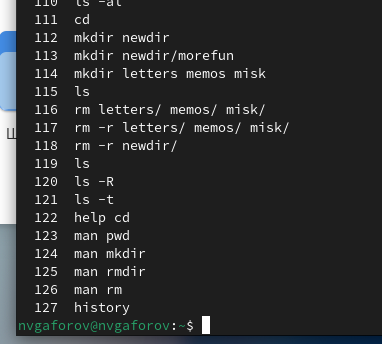 110 ls -al
111 cd
112 mkdir newdir
113 mkdir newdir/morefun
114 mkdir letters memos misk
115 ls
116 rm letters/ memos/ misk/
117 rm -r letters/ memos/ misk/
118 rm -r newdir/
119 ls
120 ls -R
121 ls -t
122 help cd
123 man pwd
124 man mkdir
125 man rmdir
126 man rm
127 history
nvgaforov@nvgaforov:~$